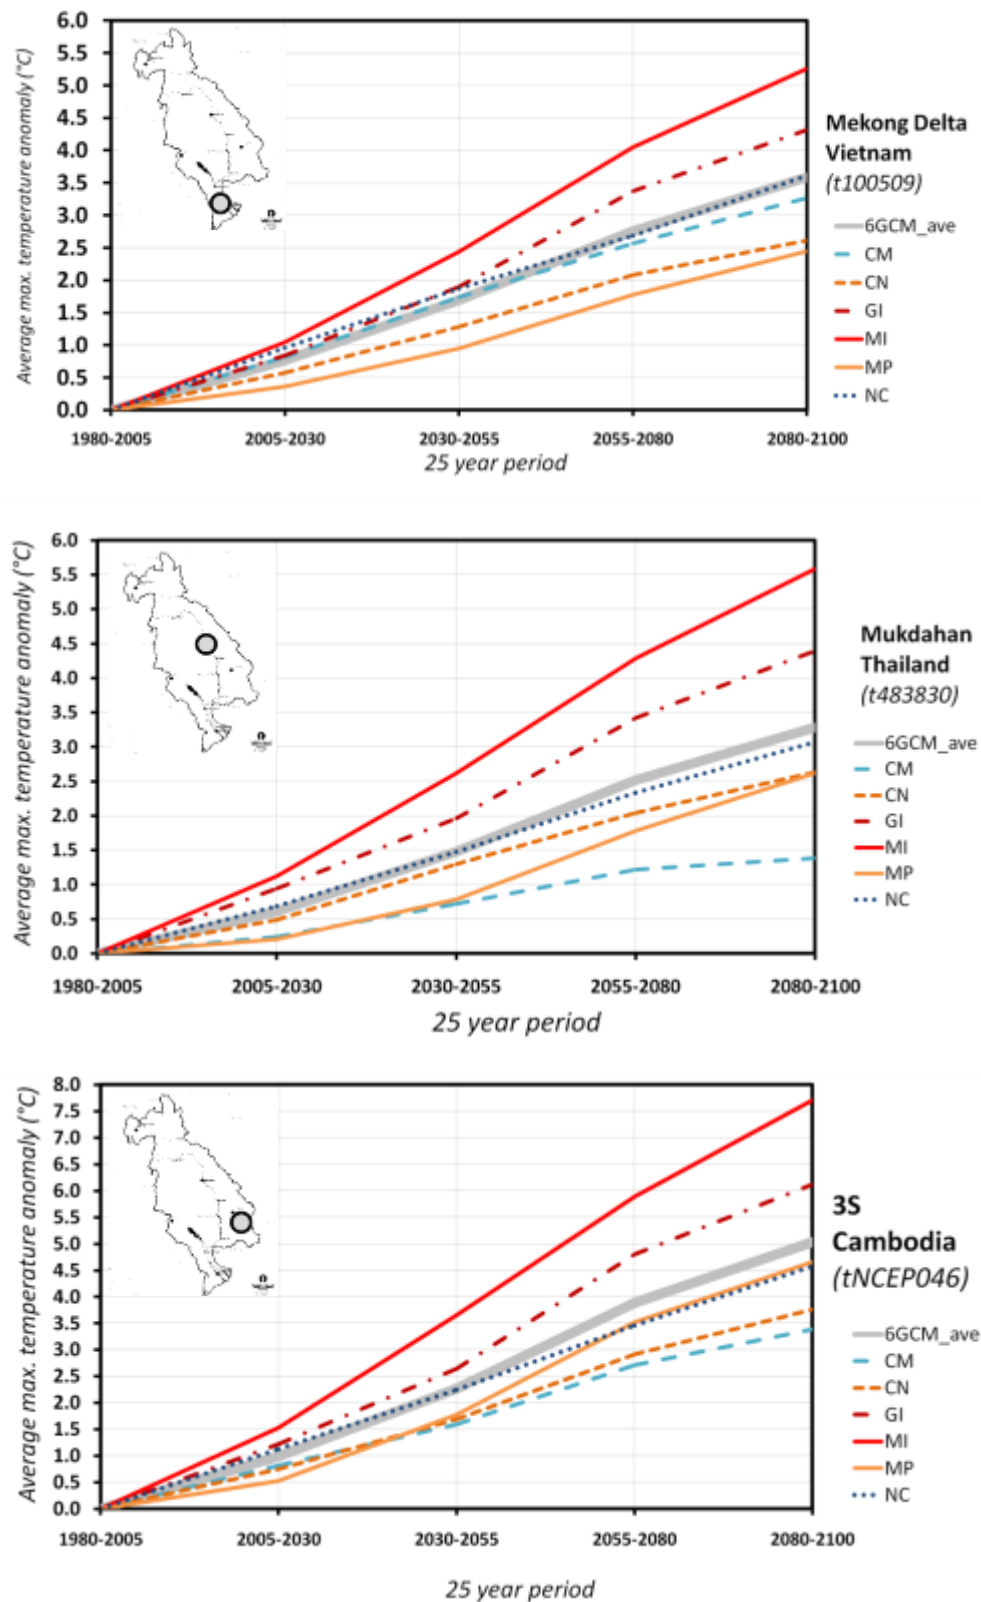 Average max. temperature anomaly (°C)
6.0
5.5
5.0
4.5
4.0
3.5
3.0
2.5
2.0
1.5
1.0
0.5
0.0
1980-2005 2005-2030 2030-2055 2055-2080 2080-2100
25 year period
Mekong Delta
Vietnam
(t100509)
6GCM_ave
CM
CN
GI
MI
MP
NC
Average max. temperature anomaly (°C)
6.0
5.5
5.0
4.5
4.0
3.5
3.0
2.5
2.0
1.5
1.0
0.5
0.0
1980-2005 2005-2030 2030-2055 2055-2080 2080-2100
25 year period
Mukdahan
Thailand
(t483830)
6GCM_ave
CM
CN
GI
MI
MP
NC
Average max. temperature anomaly (°C)
8.0
7.5
7.0
6.5
6.0
5.5
5.0
4.5
4.0
3.5
3.0
2.5
2.0
1.5
1.0
0.5
0.0
1980-2005 2005-2030 2030-2055 2055-2080 2080-2100
25 year period
3S
Cambodia
(tNCEP046)
6GCM_ave
CM
CN
GI
MI
MP
NC